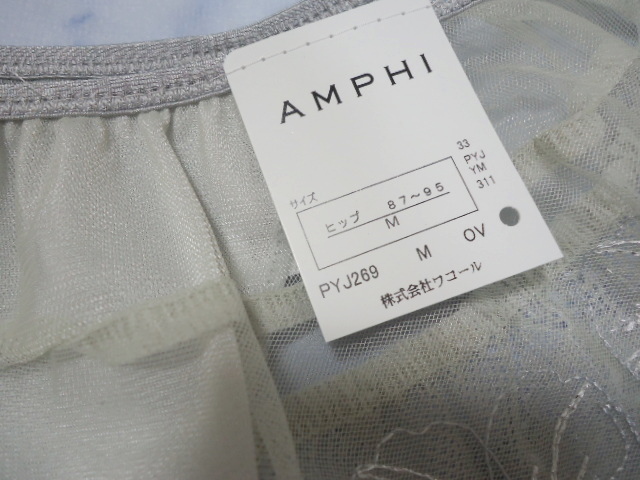 AMPHI
33
PYJ
YM
311
サイズ
ヒップ 87～95
M
PYJ269 M OV
株式会社ワコール